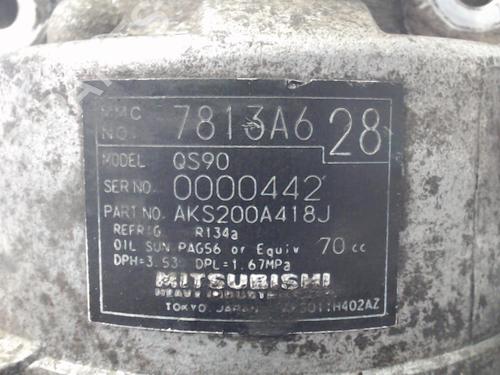 MMC
NO. 7813A6 28
MODEL QS90
SER NO. 0000442
PART NO. AKS200A418J
REFRIG. R134a
OIL SUN PAG56 or Equiv 70 cc
DPH=3.53 DPL=1.67MPa
MITSUBISHI
HEAVY
TOKYO, JAPAN